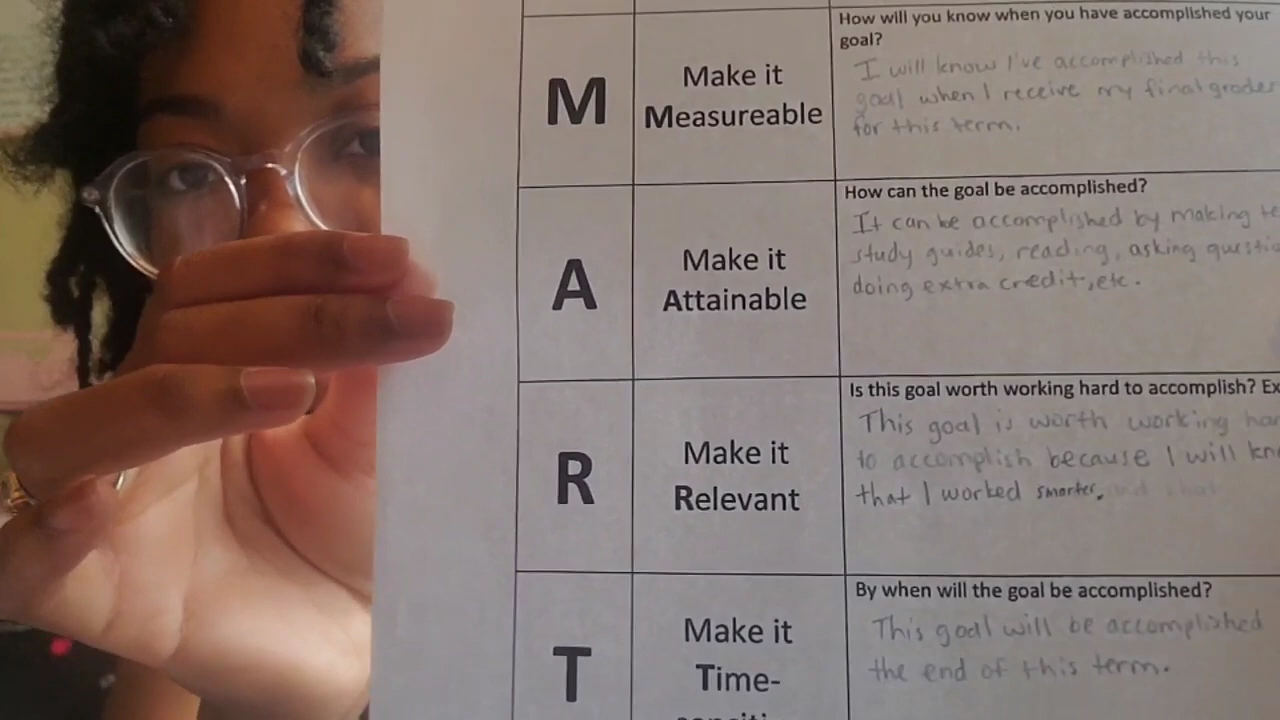 M
Make it
Measureable
How will you know when you have accomplished your
goal?
I will know I've accomplished this
goal when I receive my final grades
for this term.
A
Make it
Attainable
How can the goal be accomplished?
It can be accomplished by making
study guides, reading, asking
doing extra credit, etc.
R
Make it
Relevant
Is this goal worth working hard to accomplish?
This goal is worth working
to accomplish because I will
that I worked smarter.
T
Make it
Time-
By when will the goal be accomplished?
This goal will be accomplished
the end of this term.